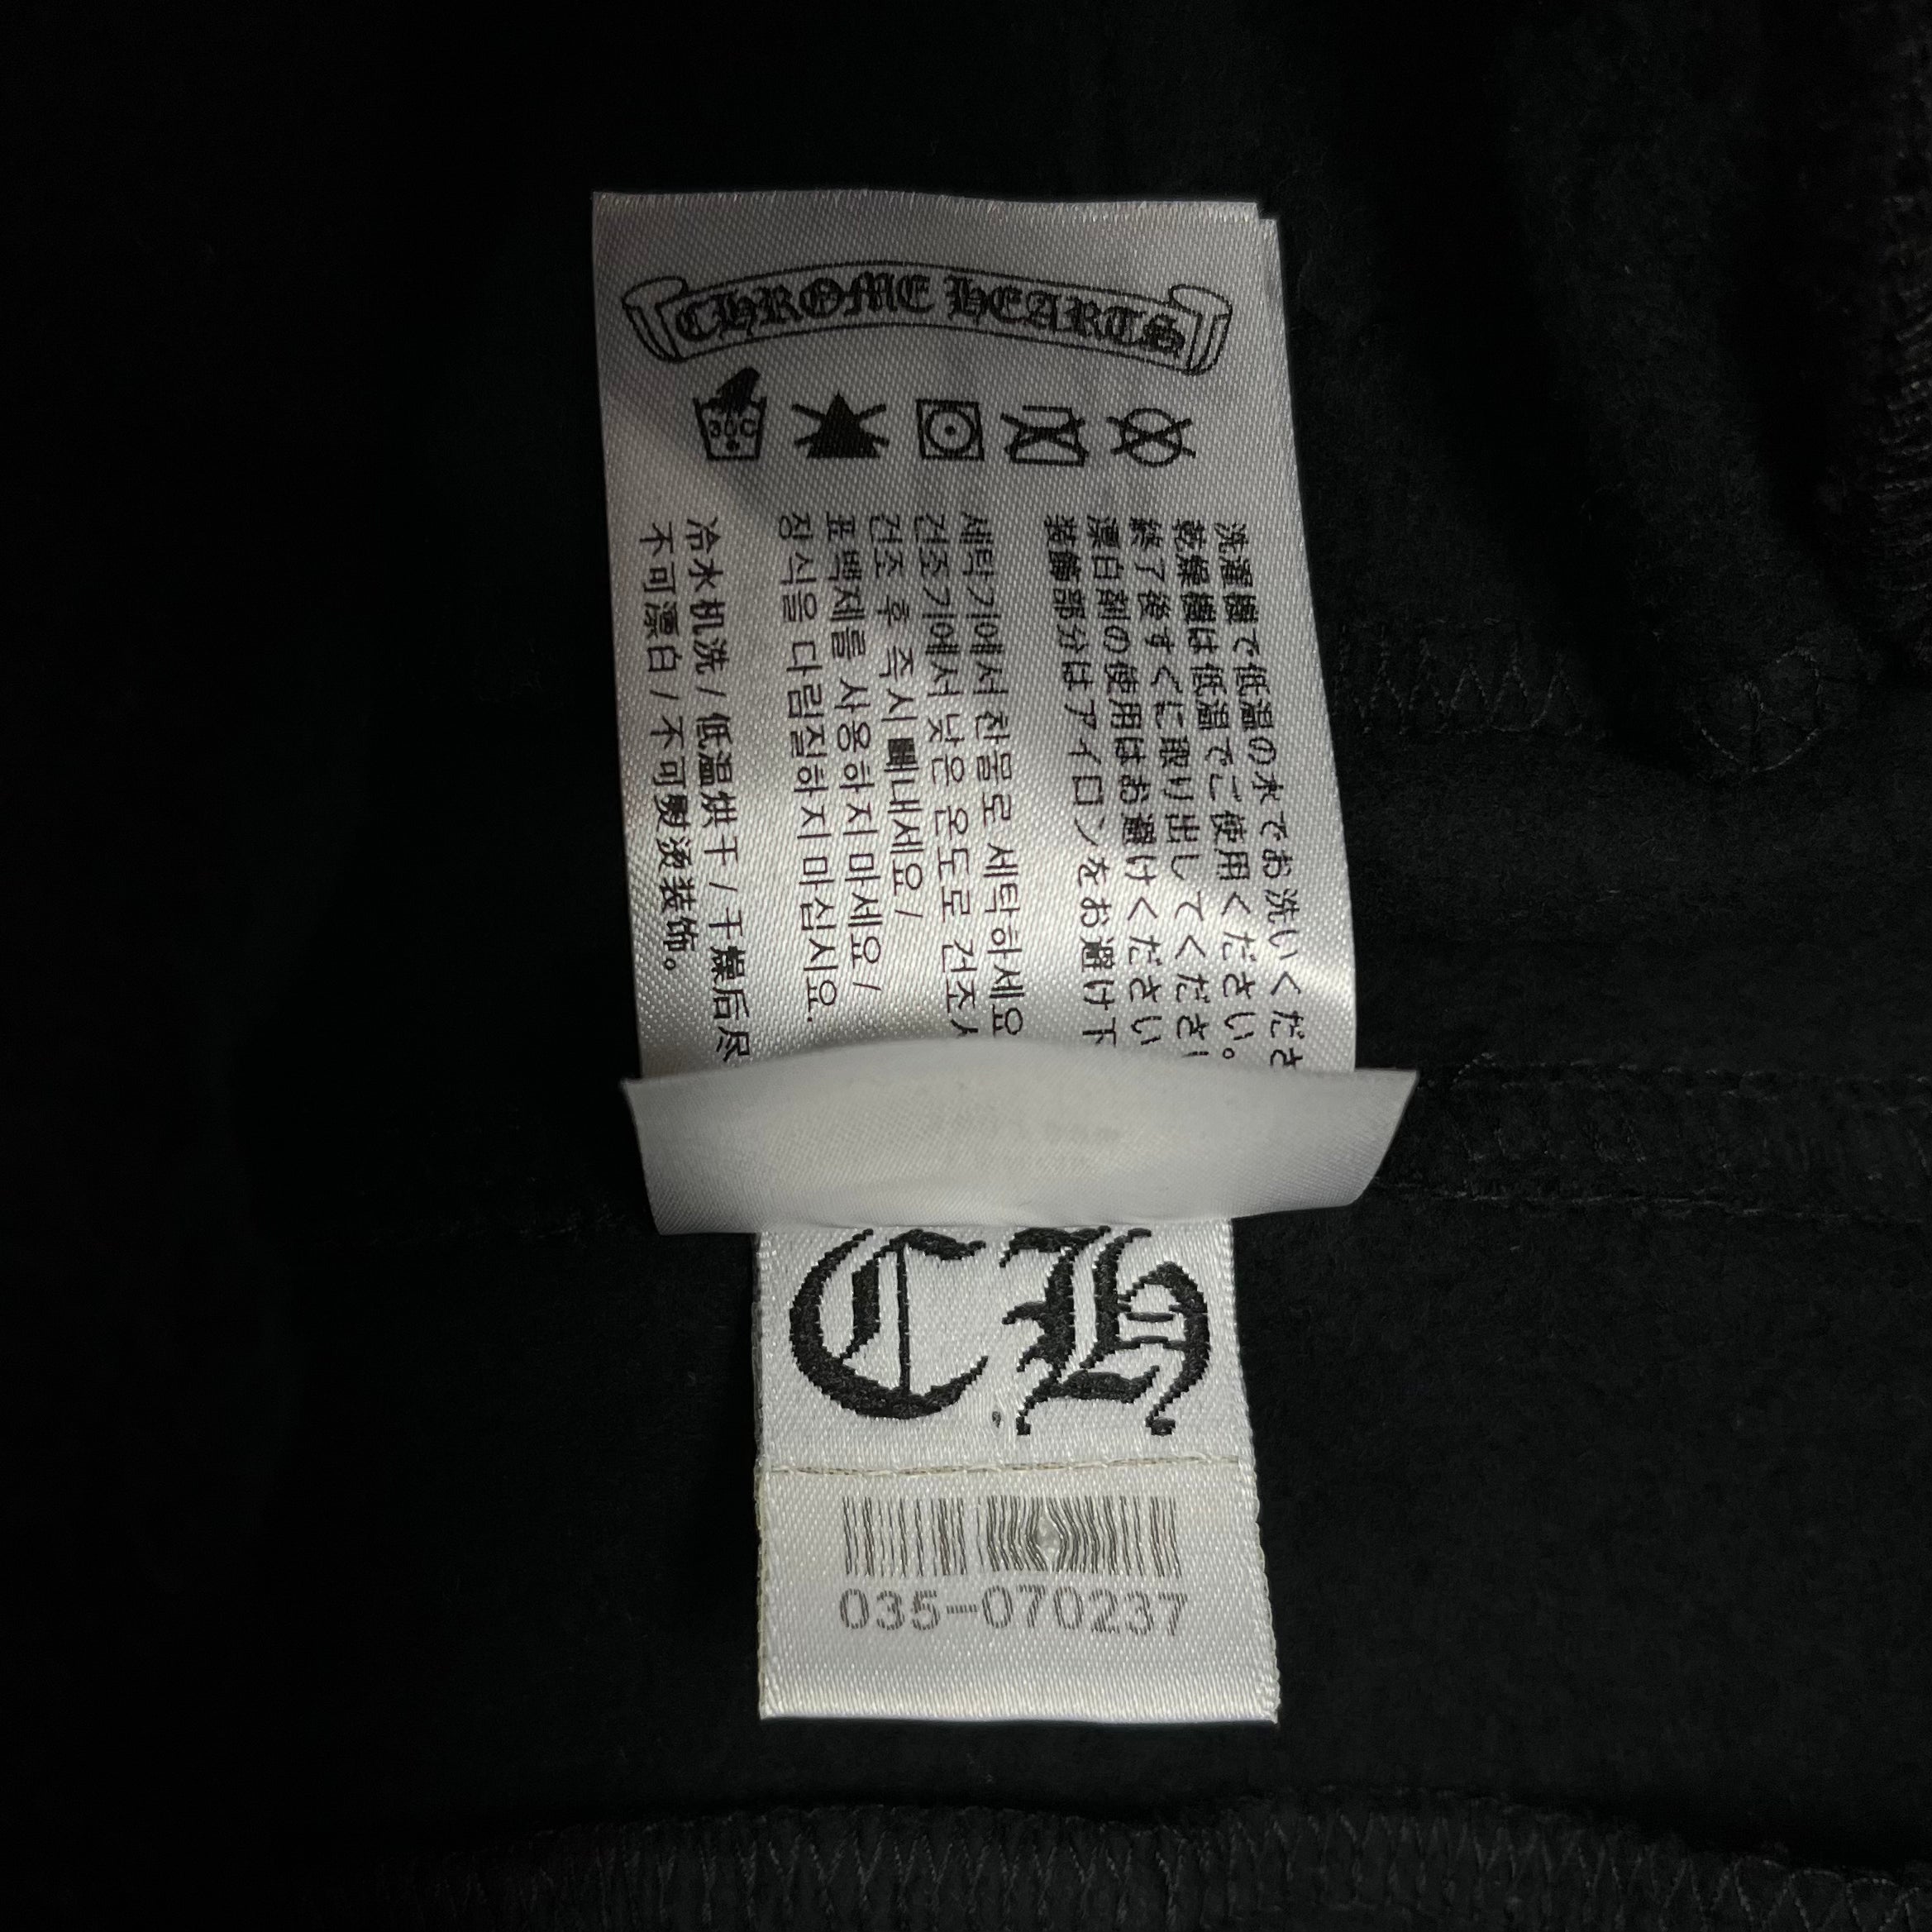 CHROME HEARTS
30C
洗濯機で低温の水でお洗いくださ
乾燥機は低温でご使用ください。
終了後すぐに取り出してくださ
漂白剤の使用はお避けください
装飾部分はアイロンをお避け下
세탁기에서 찬물로 세탁하세요
건조기에서 낮은 온도로 건조
건조 후 즉시 빼내세요 /
표백제를 사용하지 마세요 /
장식을 다림질하지 마십시오.
冷水机洗 / 低温烘干 / 干燥后尽
不可漂白 / 不可熨烫装饰。
CH
035-070237